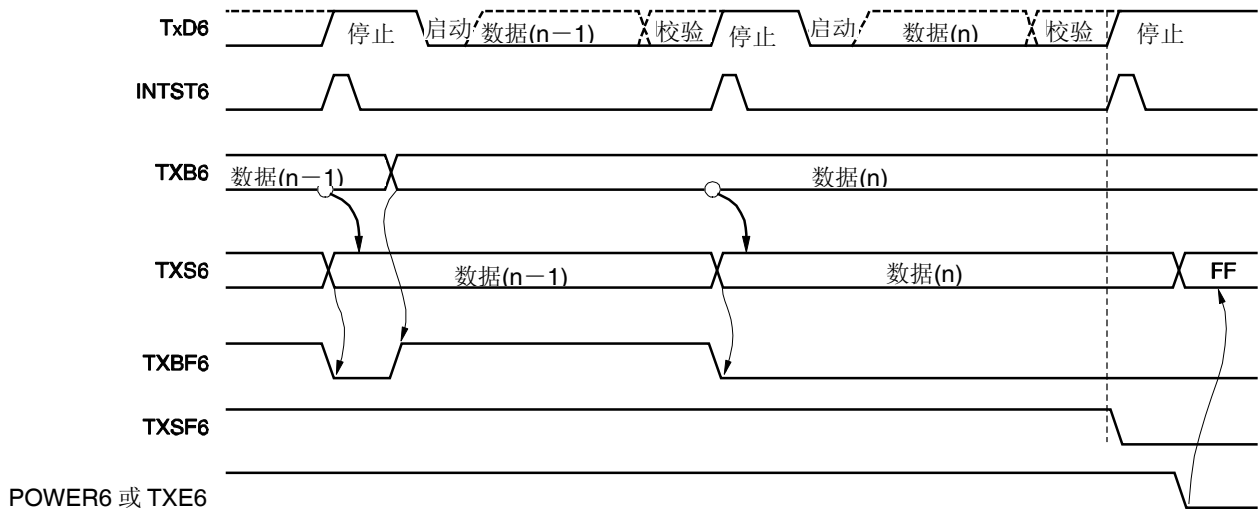 TxD6 停止 启动 数据(n－1) 校验 停止 启动 数据(n) 校验 停止
INTST6
TXB6 数据(n－1) 数据(n)
TXS6 数据(n－1) 数据(n) FF
TXBF6
TXSF6
POWER6 或 TXE6